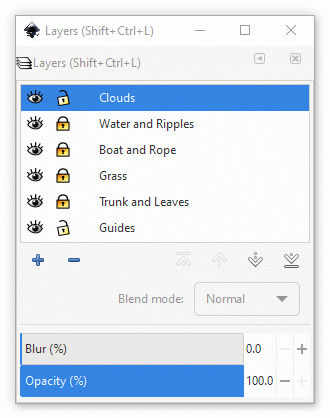 Layers (Shift+Ctrl+L)
Layers (Shift+Ctrl+L)
Clouds
Water and Ripples
Boat and Rope
Grass
Trunk and Leaves
Guides
Blend mode: Normal
Blur (%) 0.0
Opacity (%) 100.0